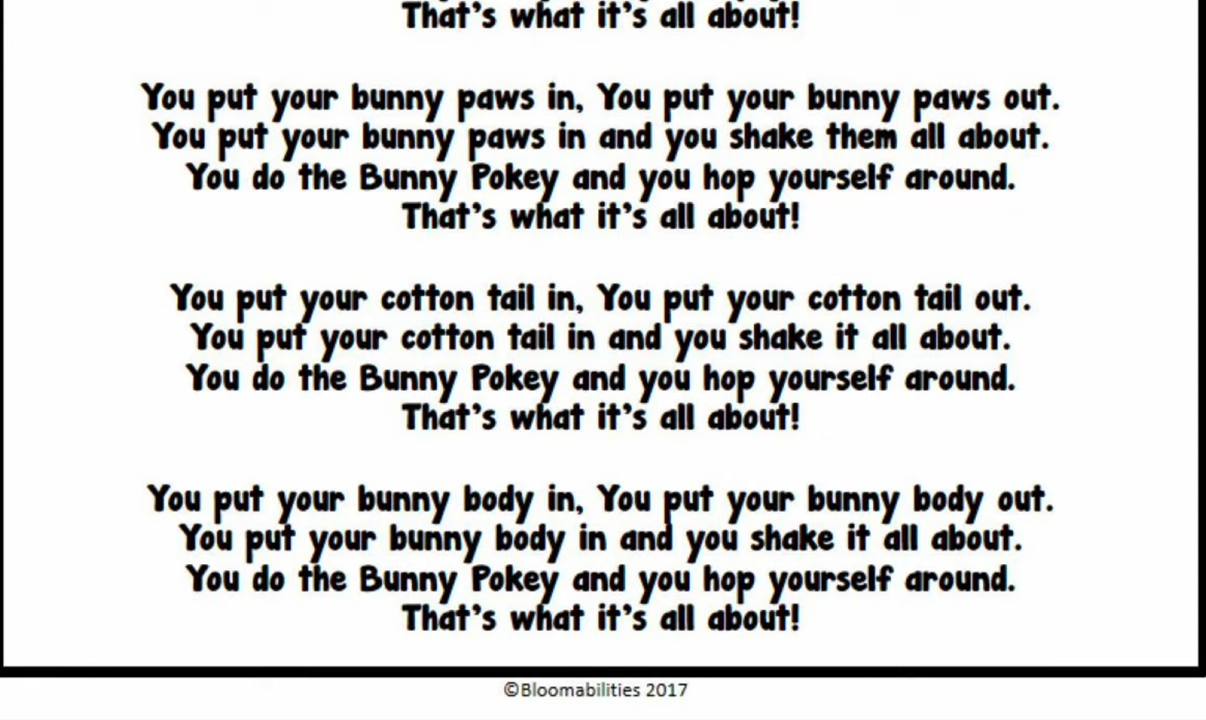 That's what it's all about!
You put your bunny paws in, You put your bunny paws out.
You put your bunny paws in and you shake them all about.
You do the Bunny Pokey and you hop yourself around.
That's what it's all about!
You put your cotton tail in, You put your cotton tail out.
You put your cotton tail in and you shake it all about.
You do the Bunny Pokey and you hop yourself around.
That's what it's all about!
You put your bunny body in, You put your bunny body out.
You put your bunny body in and you shake it all about.
You do the Bunny Pokey and you hop yourself around.
That's what it's all about!
©Bloomabilities 2017